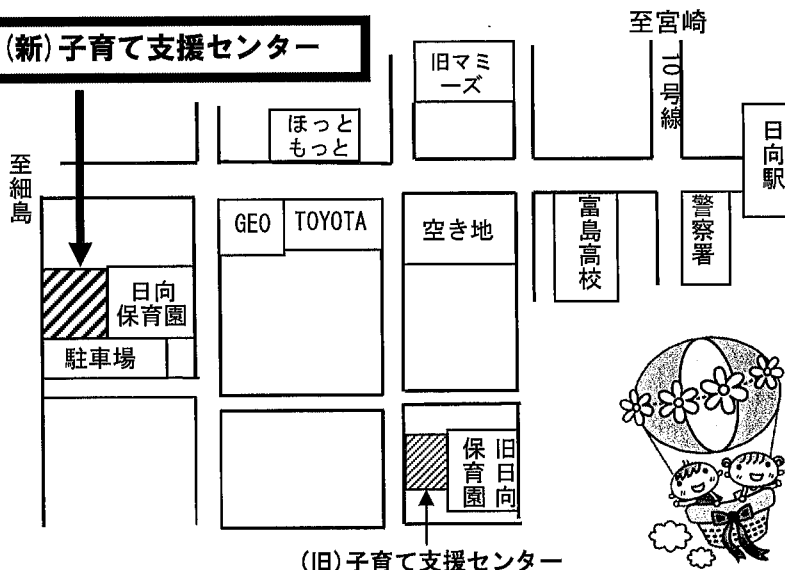 (新)子育て支援センター
至宮崎
10号線
旧マミ
ーズ
ほっと
もっと
日向駅
至細島
GEO
TOYOTA
空き地
富島高校
警察署
日向
保育園
駐車場
旧日向
保育園
(旧)子育て支援センター